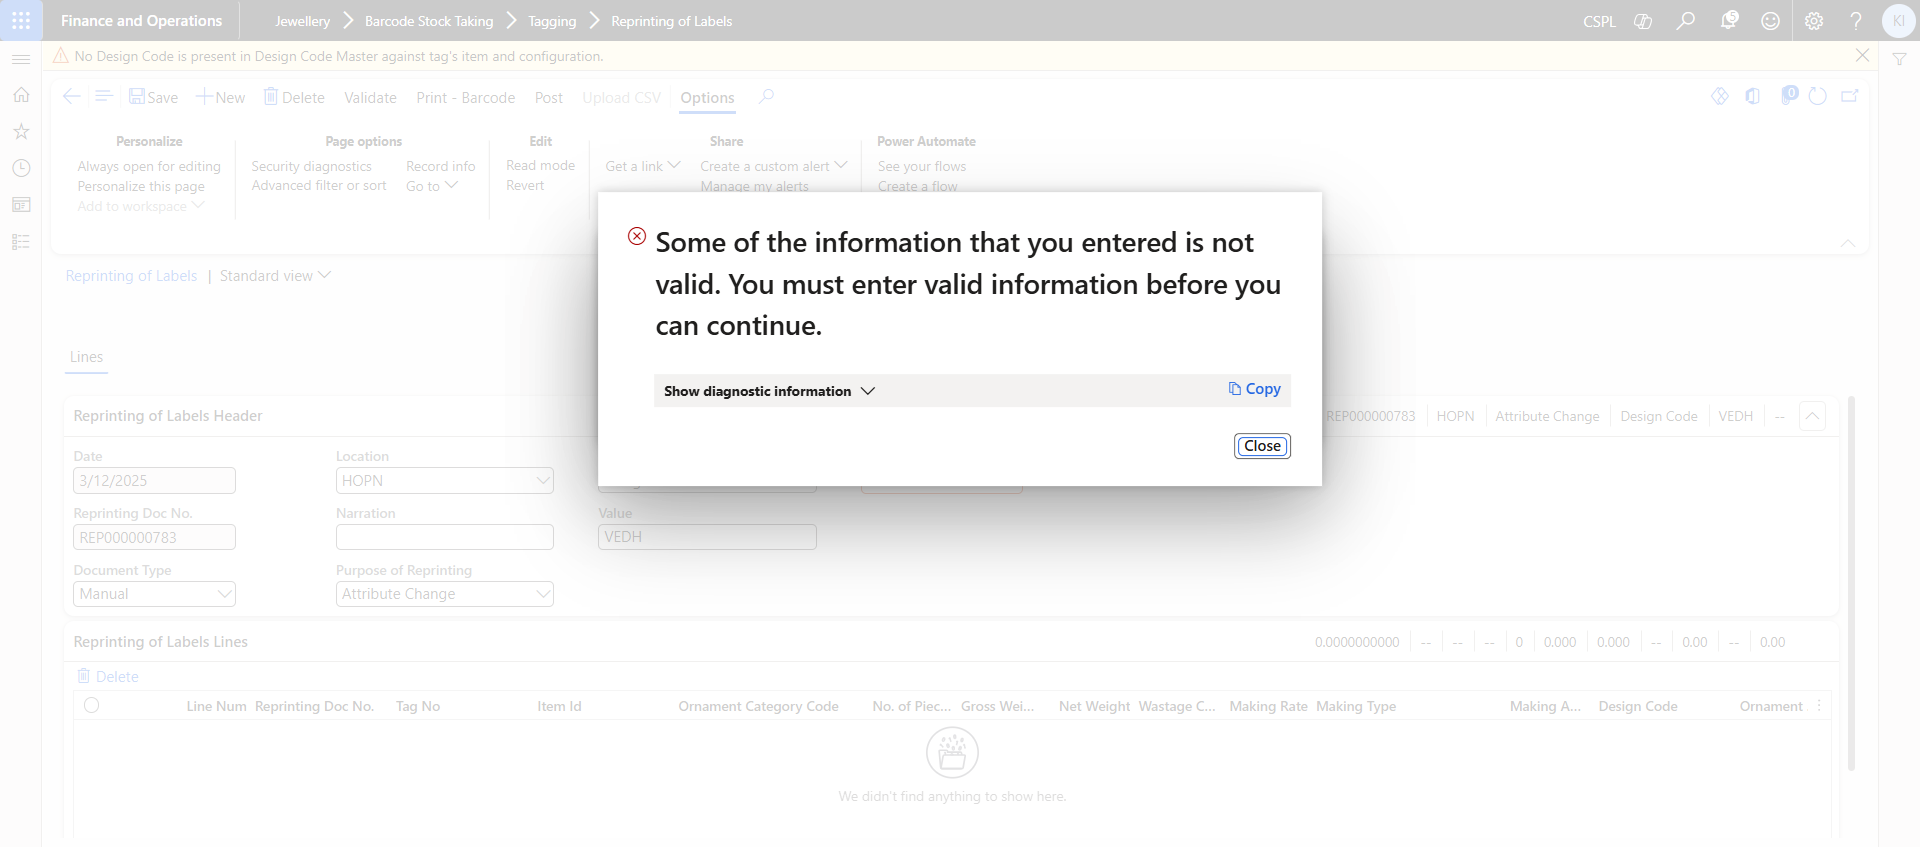 Finance and Operations
Jewellery > Barcode Stock Taking > Tagging > Reprinting of Labels
CSPL
5
KI
No Design Code is present in Design Code Master against tag's item and configuration.
Save New Delete Validate Print - Barcode Post Upload CSV Options
0
Personalize
Always open for editing
Personalize this page
Add to workspace
Page options
Security diagnostics
Advanced filter or sort
Record info
Go to
Edit
Read mode
Revert
Share
Get a link
Create a custom alert
Manage my alerts
Power Automate
See your flows
Create a flow
Some of the information that you entered is not
valid. You must enter valid information before you
can continue.
Show diagnostic information
Copy
Close
Reprinting of Labels | Standard view
Lines
Reprinting of Labels Header
REP000000783 HOPN Attribute Change Design Code VEDH --
Date
3/12/2025
Location
HOPN
Reprinting Doc No.
REP000000783
Narration
Value
VEDH
Document Type
Manual
Purpose of Reprinting
Attribute Change
Reprinting of Labels Lines
0.0000000000 -- -- -- 0 0.000 0.000 -- 0.00 -- 0.00
Delete
Line Num Reprinting Doc No. Tag No Item Id Ornament Category Code No. of Piec... Gross Wei... Net Weight Wastage C... Making Rate Making Type Making A... Design Code Ornament
We didn't find anything to show here.